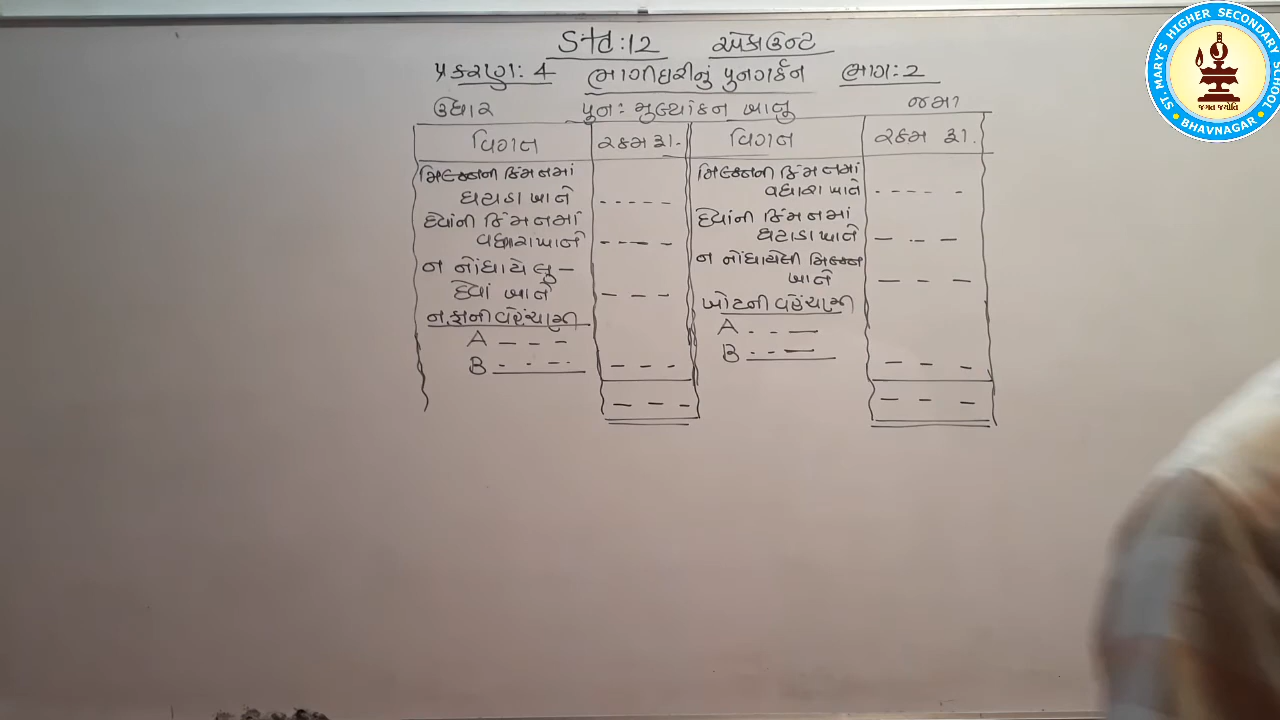 Std:12 એકાઉન્ટ
પ્રકરણ: 4 ભાગીદારીનું પુનર્ગઠન ભાગ: 2
ઉધાર પુનઃ મુલ્યાંકન ખાતુ જમા
વિગત રકમ રૂા. વિગત રકમ રૂા.
મિલ્કતની કિંમતમાં
ઘટાડા ખાતે - - - - -
દેવાંની કિંમતમાં
વધારા ખાતે - - - -
ન નોંધાયેલુ -
દેવાં ખાતે - - -
નફાની વહેંચણી
A - - -
B - - - - - -
- - -
મિલ્કતની કિંમતમાં
વધારા ખાતે - - - - -
દેવાંની કિંમતમાં
ઘટાડા ખાતે - - -
ન નોંધાયેલી મિલ્કત
ખાતે - - -
ખોટની વહેંચણી
A - - -
B - - - - - -
- - -
ST. MARY'S HIGHER SECONDARY SCHOOL
જગત જ્યોતિ
BHAVNAGAR